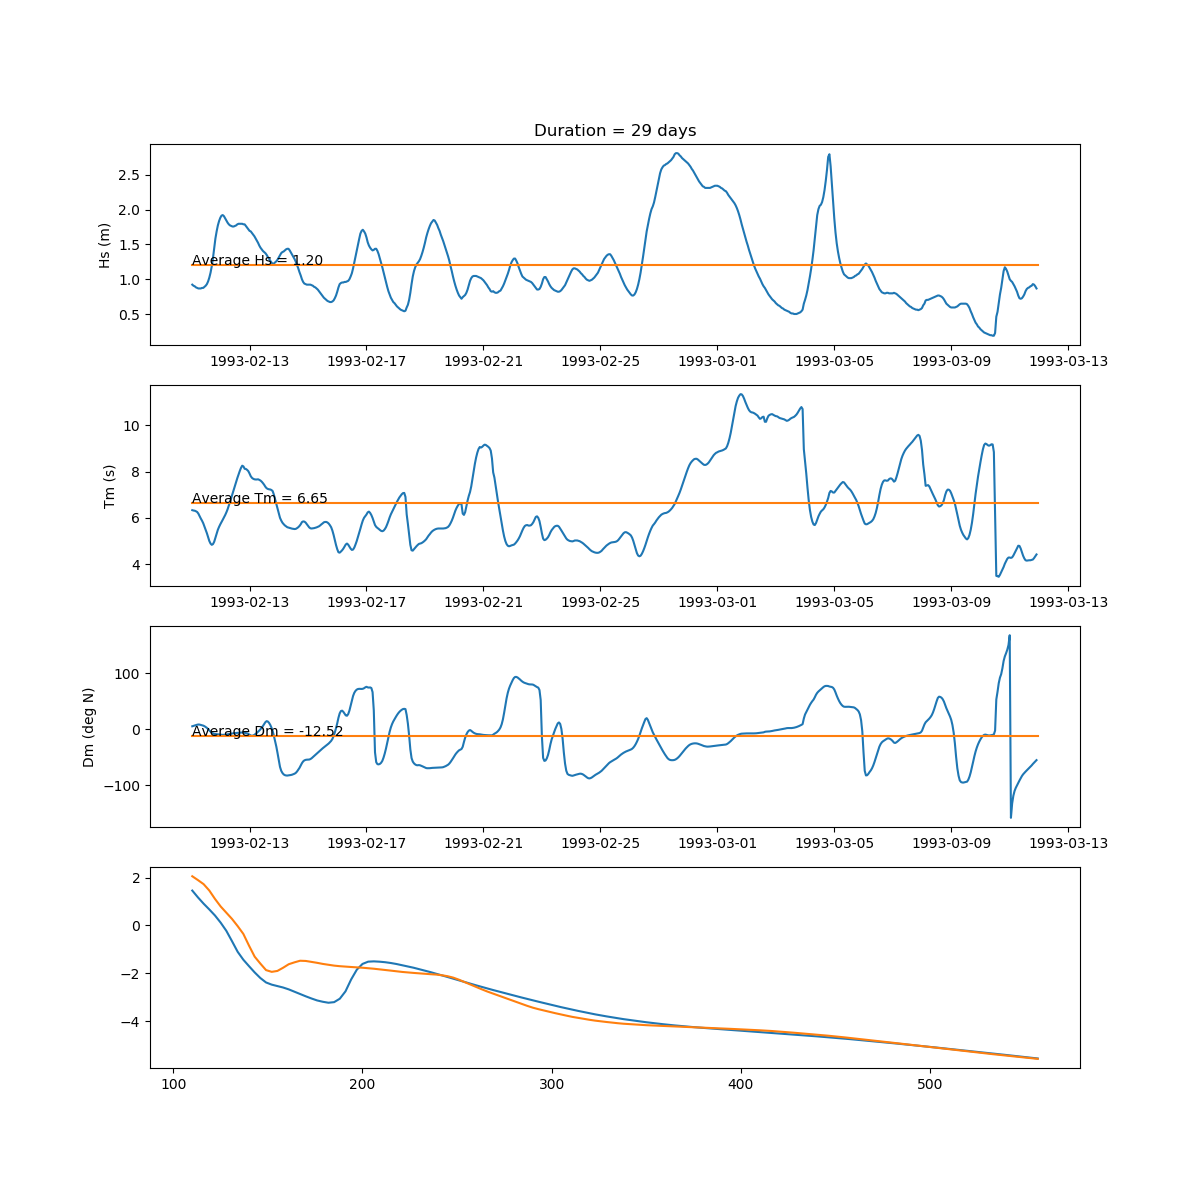 Duration = 29 days
2.5
2.0
1.5
1.0
0.5
Hs (m)
Average Hs = 1.20
1993-02-13 1993-02-17 1993-02-21 1993-02-25 1993-03-01 1993-03-05 1993-03-09 1993-03-13
10
8
6
4
Tm (s)
Average Tm = 6.65
1993-02-13 1993-02-17 1993-02-21 1993-02-25 1993-03-01 1993-03-05 1993-03-09 1993-03-13
100
0
−100
Dm (deg N)
Average Dm = -12.52
1993-02-13 1993-02-17 1993-02-21 1993-02-25 1993-03-01 1993-03-05 1993-03-09 1993-03-13
2
0
−2
−4
100 200 300 400 500